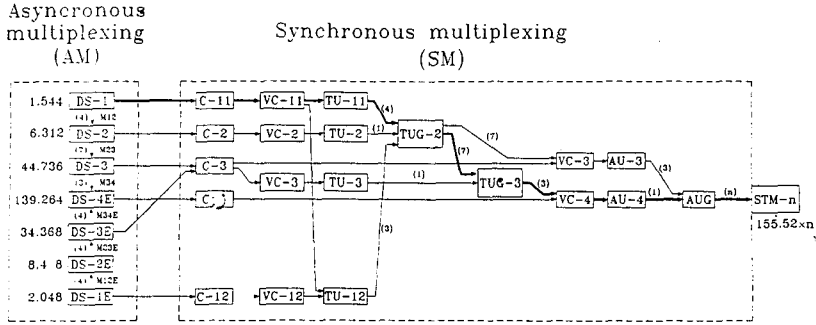 Asyncronous
multiplexing
(AM)
Synchronous multiplexing
(SM)
1.544 DS-1 C-11 VC-11 TU-11 (4)
(4) M12
6.312 DS-2 C-2 VC-2 TU-2 (1) TUG-2 (7)
(7) M23 (7)
44.736 DS-3 C-3 VC-3 AU-3 (3)
M34 VC-3 TU-3 (1) TUG-3 (3)
139.264 DS-4E VC-4 AU-4 (1) AUG (n) STM-n
(4) M34E
155.52×n
34.368 DS-3E (3)
(4) M23E
DS-2E
(4) M12E
2.048 DS-1E C-12 VC-12 TU-12